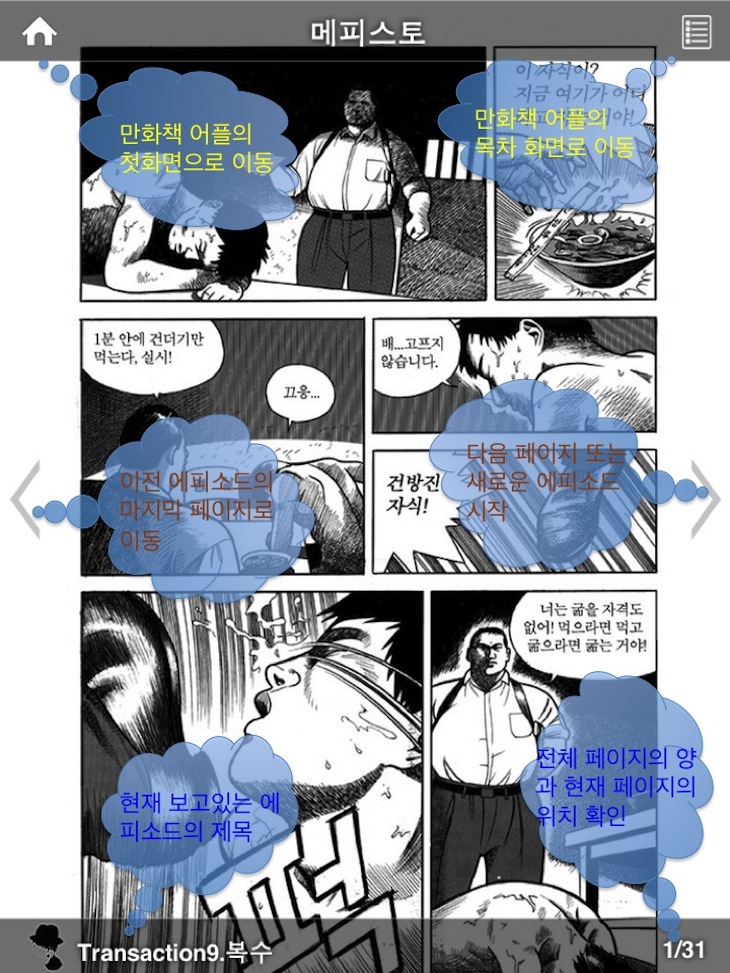 메피스토
이 자식이?
지금 여기가 어디
거야!
만화책 어플의
첫화면으로 이동
만화책 어플의
목차 화면로 이동
1분 안에 건더기만
먹는다, 실시!
끄응...
배...고프지
않습니다.
이전 에피소드의
마지막 페이지로
이동
다음 페이지 또는
새로운 에피소드
시작
건방진
자식!
너는 굶을 자격도
없어! 먹으라면 먹고
굶으라면 굶는 거야!
현재 보고있는 에
피소드의 제목
전체 페이지의 양
과 현재 페이지의
위치 확인
퍽
Transaction9.복수
1/31